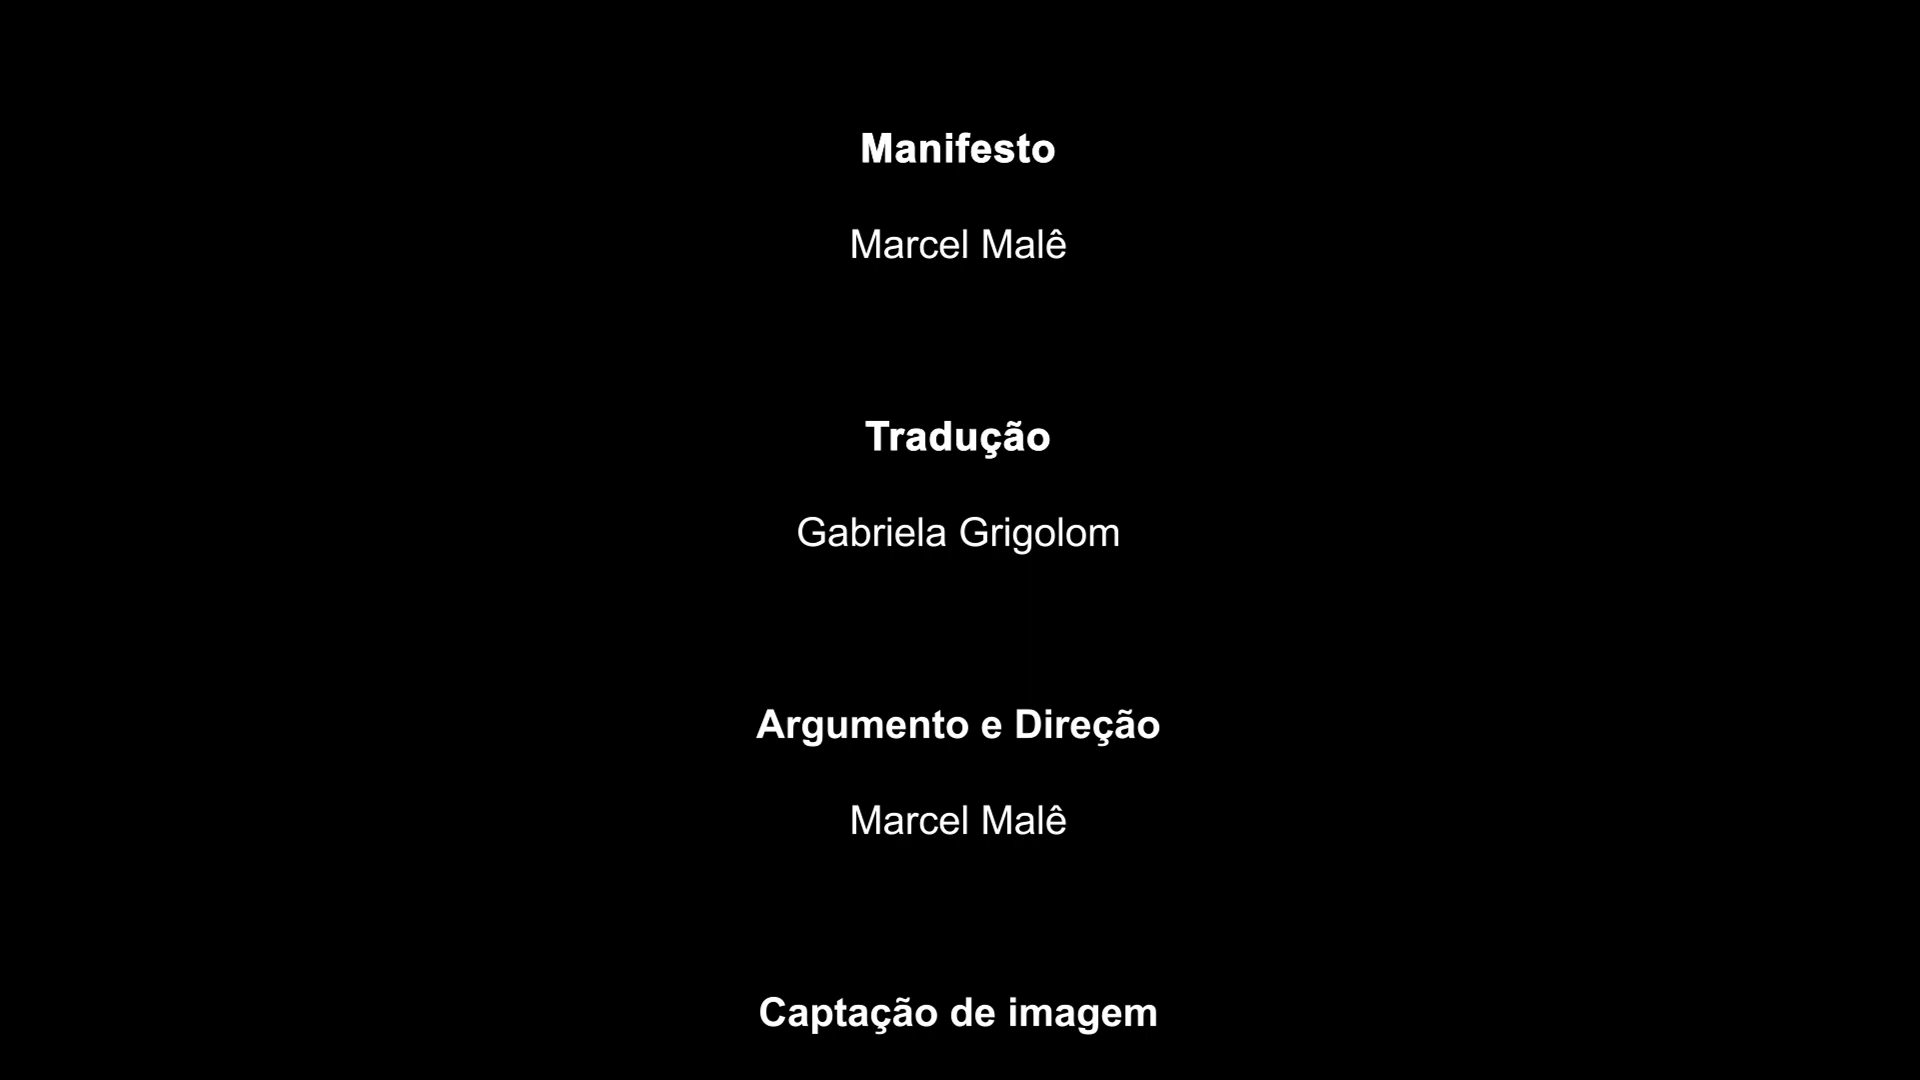 Manifesto
Marcel Malê
Tradução
Gabriela Grigolom
Argumento e Direção
Marcel Malê
Captação de imagem